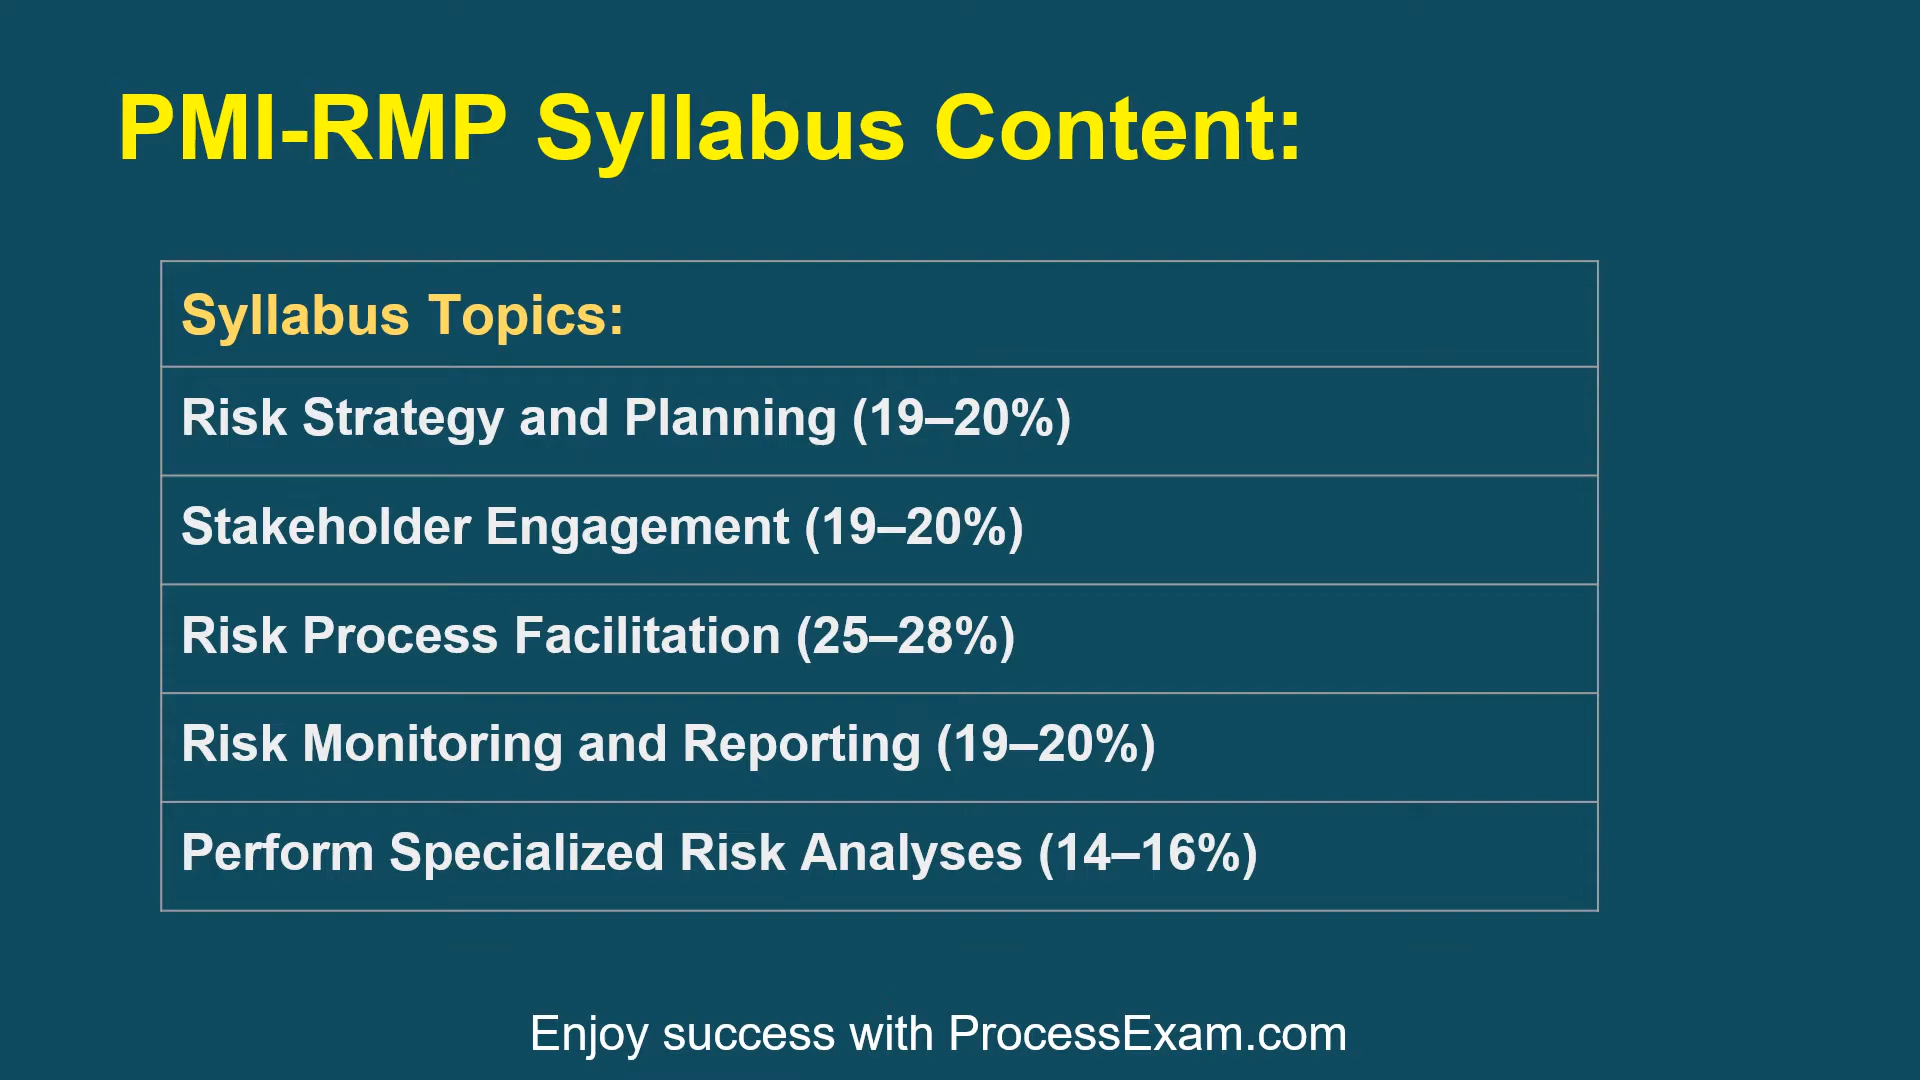 PMI-RMP Syllabus Content:
Syllabus Topics:
Risk Strategy and Planning (19–20%)
Stakeholder Engagement (19–20%)
Risk Process Facilitation (25–28%)
Risk Monitoring and Reporting (19–20%)
Perform Specialized Risk Analyses (14–16%)
Enjoy success with ProcessExam.com